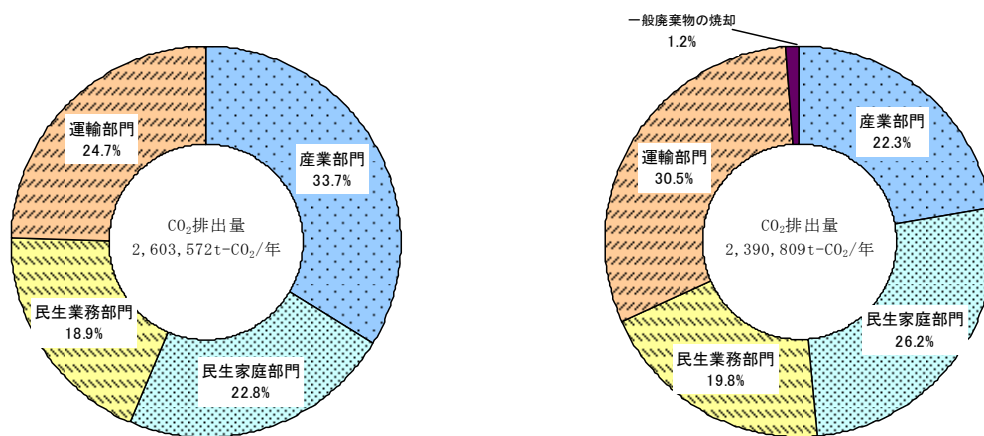 運輸部門
24.7%
産業部門
33.7%
CO₂排出量
2,603,572t-CO₂/年
民生業務部門
18.9%
民生家庭部門
22.8%
一般廃棄物の焼却
1.2%
産業部門
22.3%
運輸部門
30.5%
CO₂排出量
2,390,809t-CO₂/年
民生家庭部門
26.2%
民生業務部門
19.8%